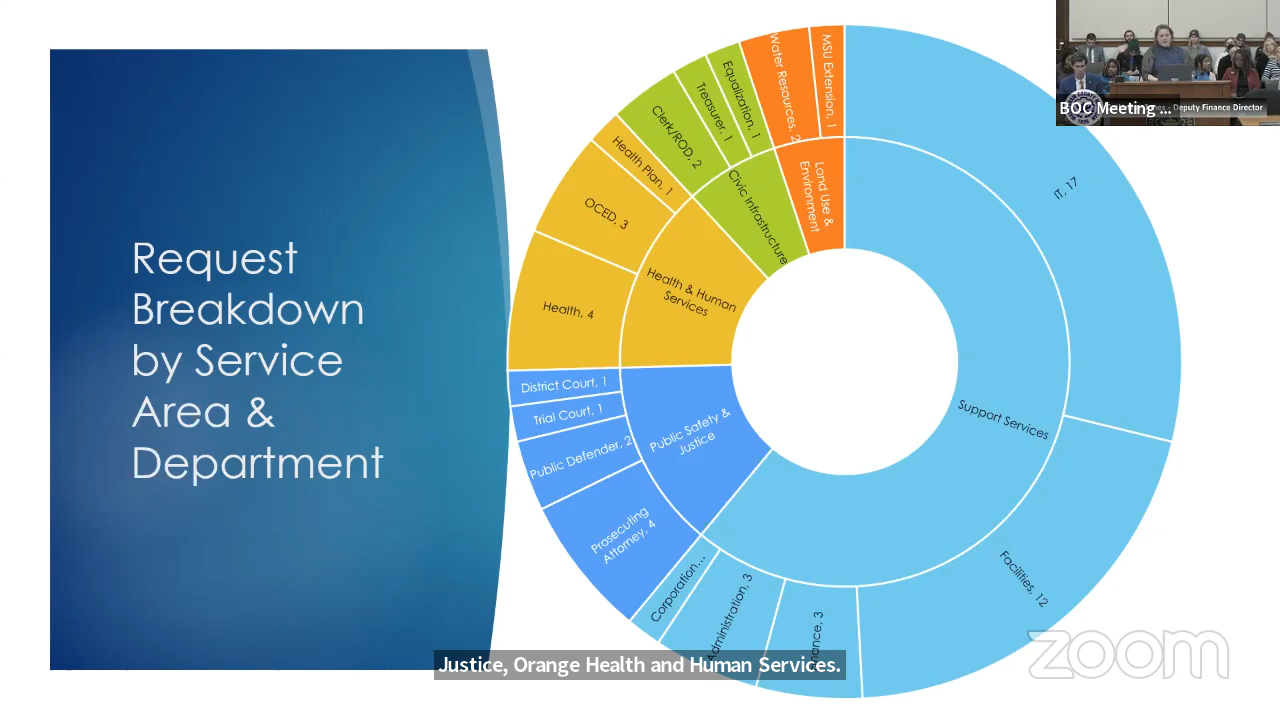 Request
Breakdown
by Service
Area &
Department
Water Resources, 2
MSU Extension, 1
Equalization, 1
Treasurer, 1
Clerk/ROD, 2
Health Plan, 1
OCED, 3
Health, 4
District Court, 1
Trial Court, 1
Public Defender, 2
Prosecuting
Attorney, 4
Corporation...
Administration, 3
Facilities, 12
IT, 17
Land Use &
Environment
Civic Infrastructure
Health & Human
Services
Public Safety &
Justice
Support Services
BOC Meeting ...
- Deputy Finance Director
Justice, Orange Health and Human Services.
zoom